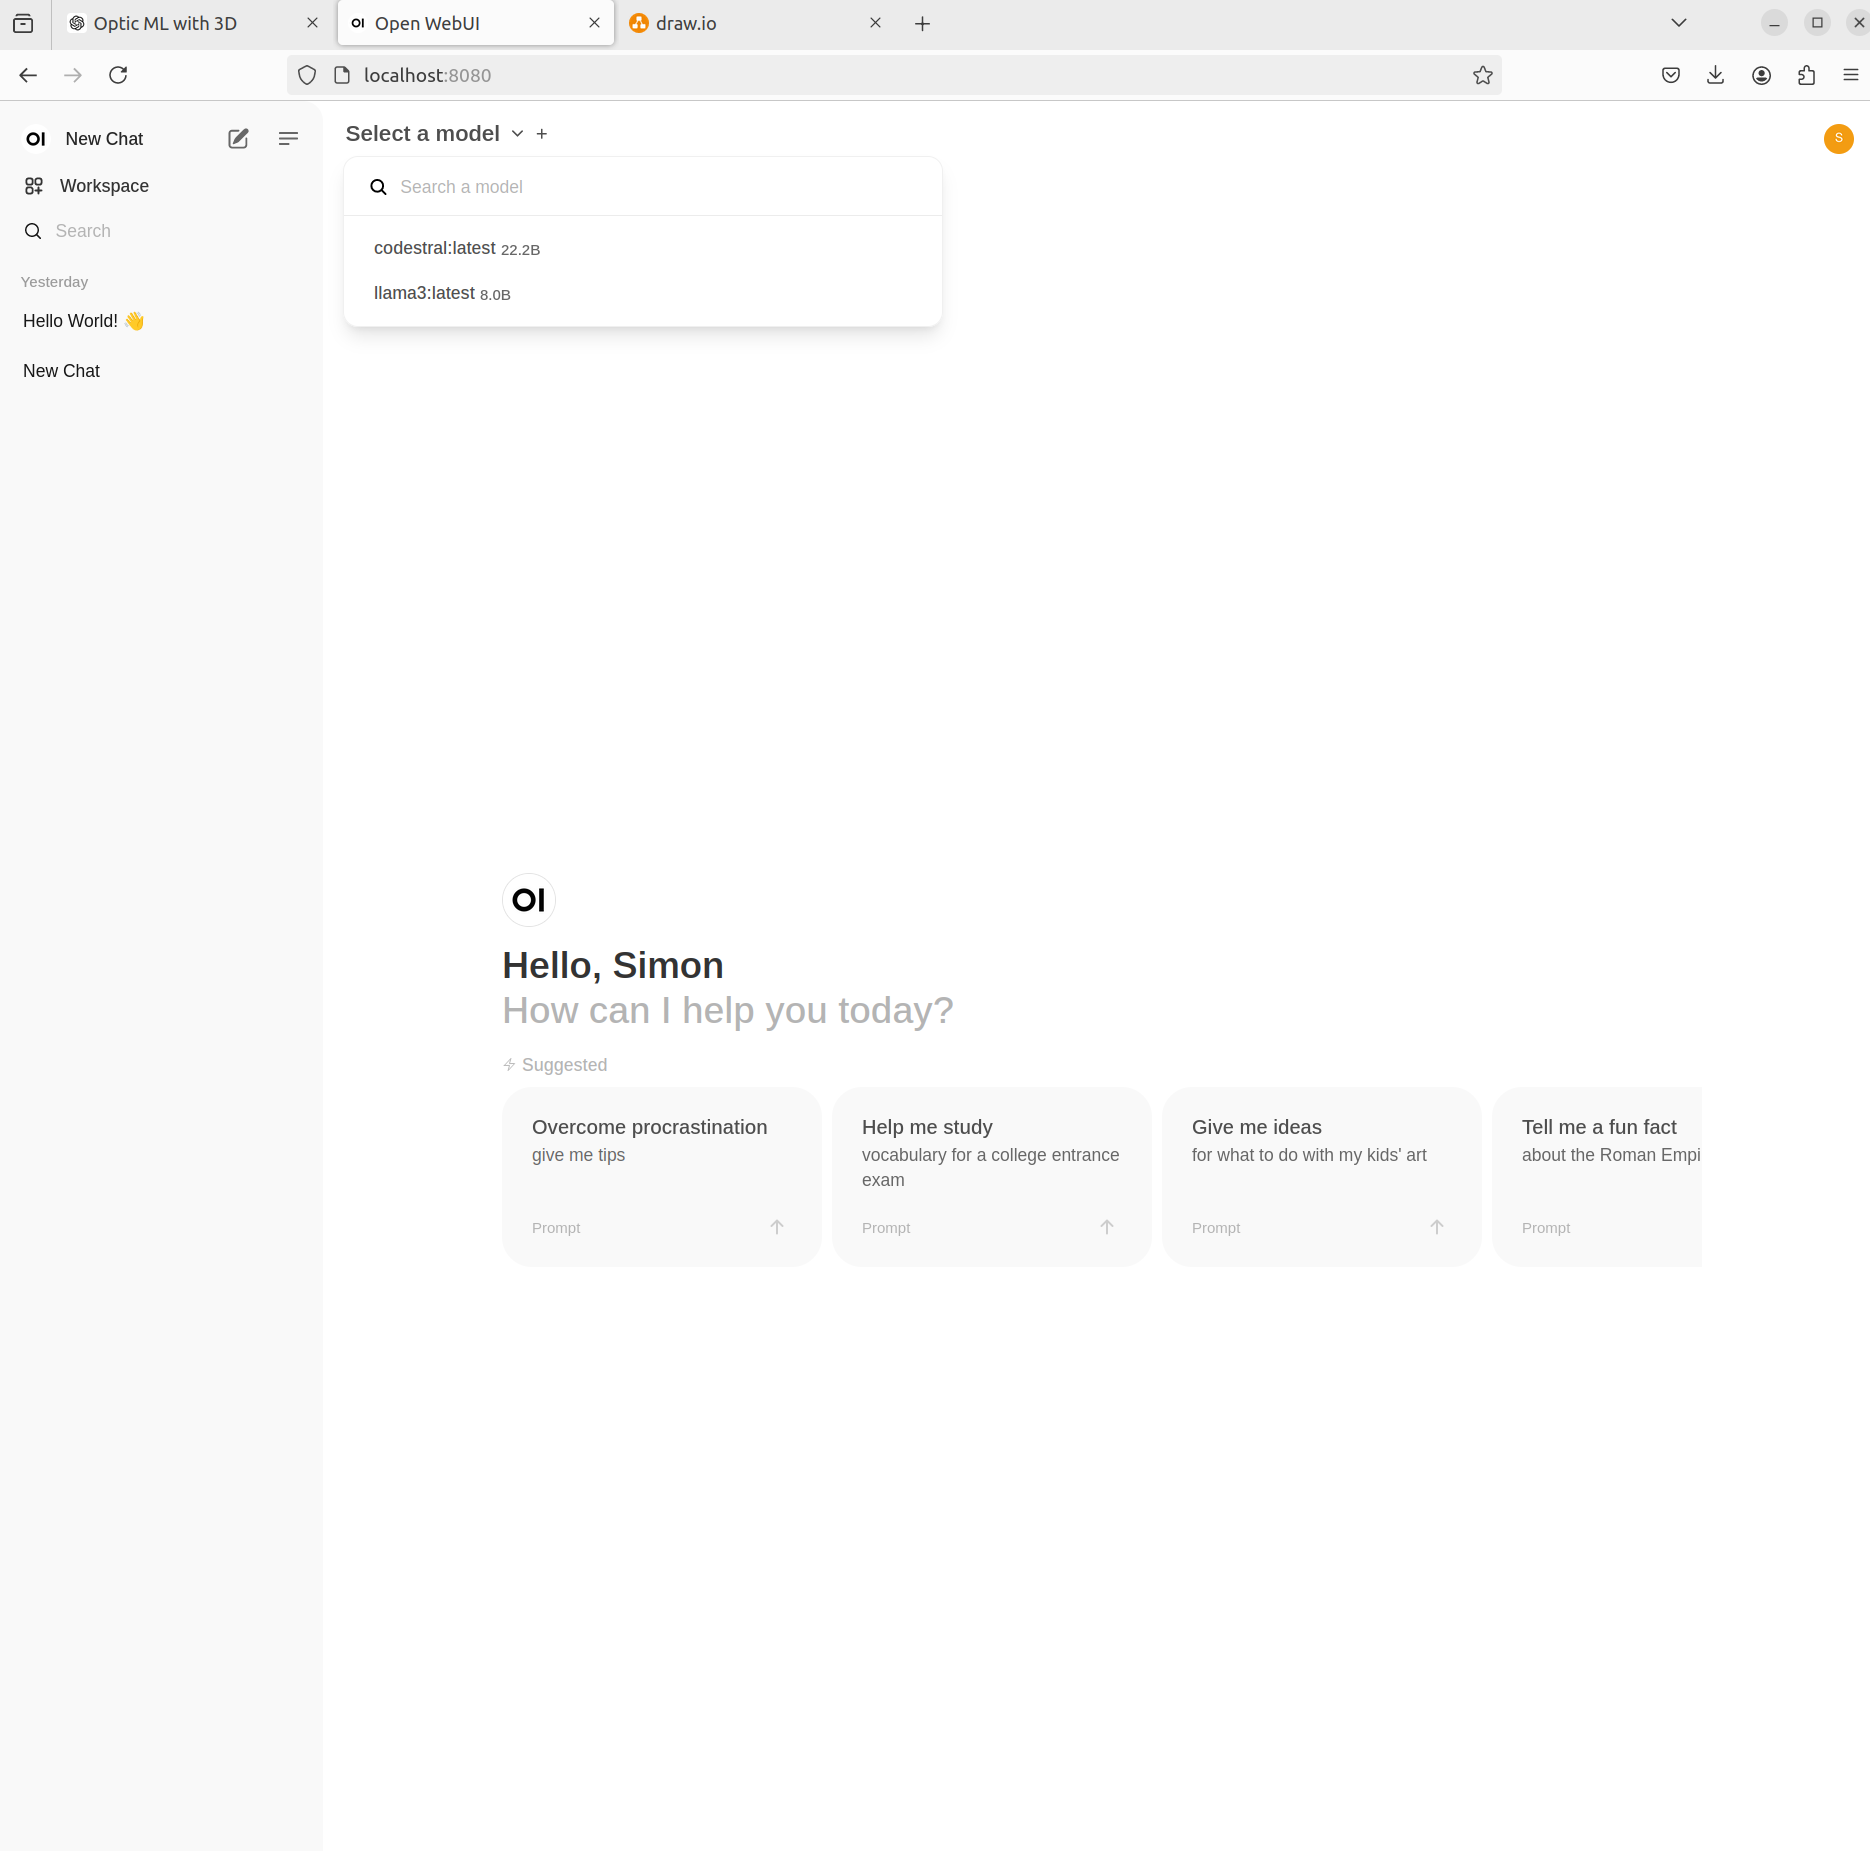 Optic ML with 3D
OI Open WebUI
draw.io
localhost:8080
OI New Chat
Workspace
Search
Yesterday
Hello World! 👋
New Chat
Select a model
S
Search a model
codestral:latest 22.2B
llama3:latest 8.0B
OI
Hello, Simon
How can I help you today?
Suggested
Overcome procrastination
give me tips
Prompt
Help me study
vocabulary for a college entrance
exam
Prompt
Give me ideas
for what to do with my kids' art
Prompt
Tell me a fun fact
about the Roman Empi
Prompt